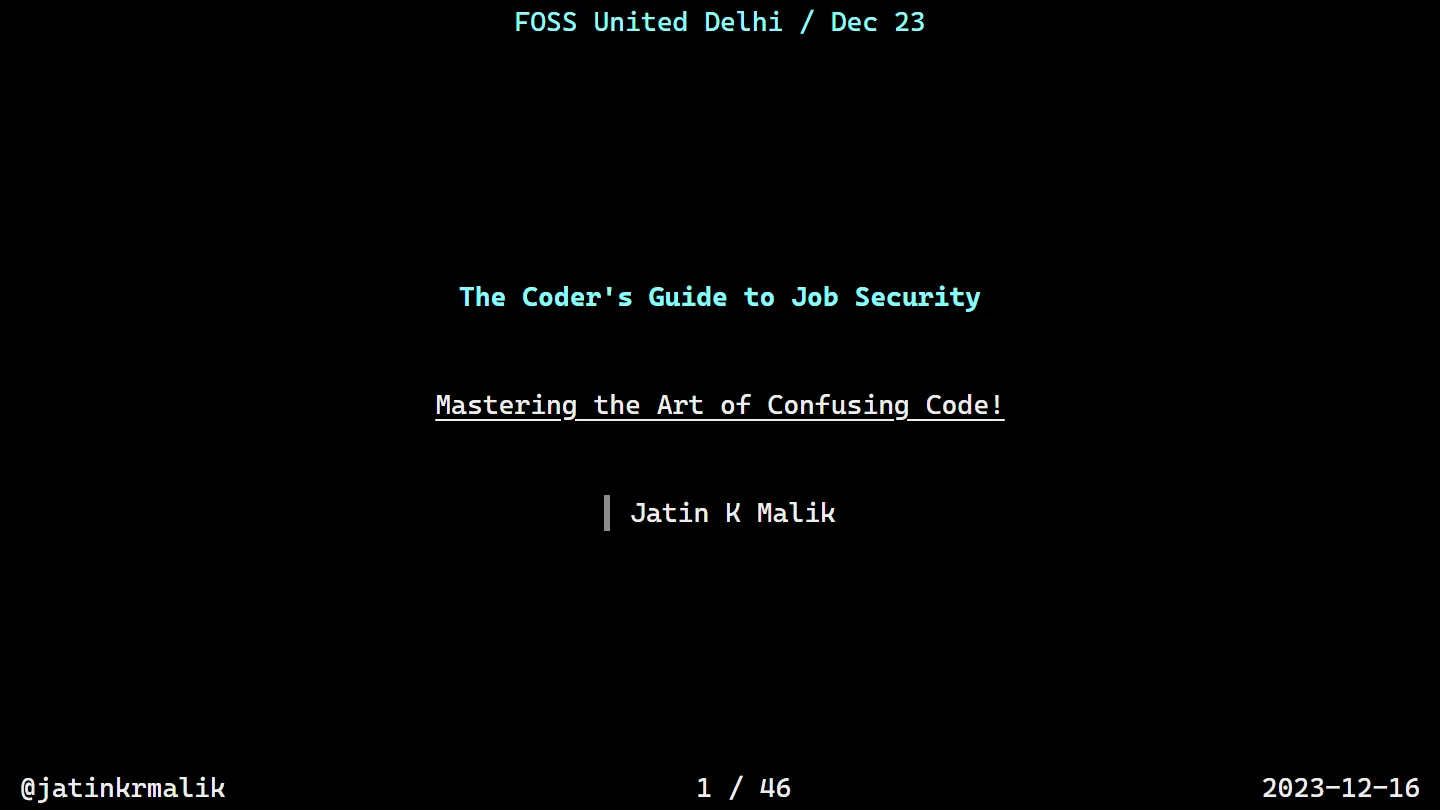 FOSS United Delhi / Dec 23
The Coder's Guide to Job Security
Mastering the Art of Confusing Code!
Jatin K Malik
@jatinkrmalik
1 / 46
2023-12-16